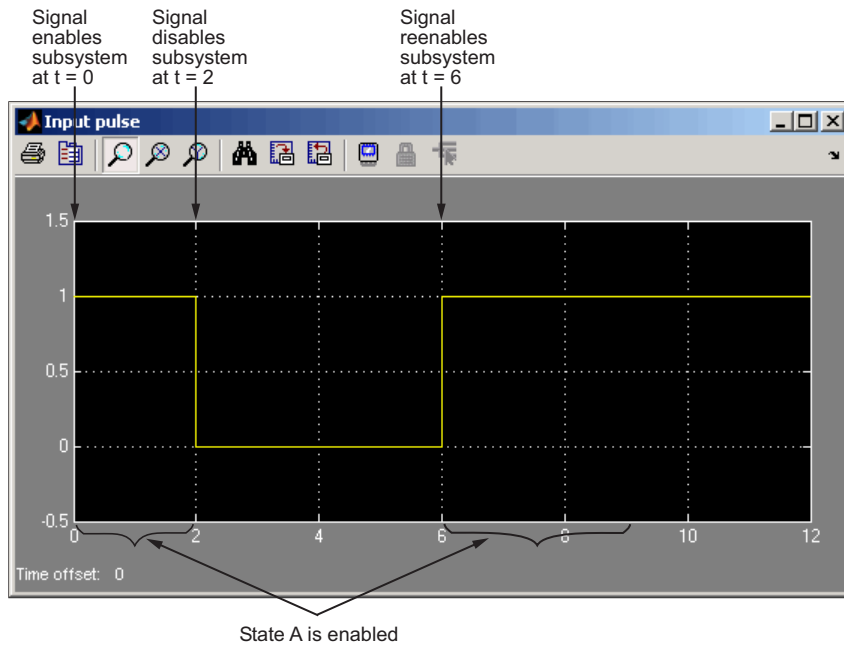 Signal
enables
subsystem
at t = 0
Signal
disables
subsystem
at t = 2
Signal
reenables
subsystem
at t = 6
Input pulse
1.5
1
0.5
0
-0.5
0
2
4
6
8
10
12
Time offset: 0
State A is enabled